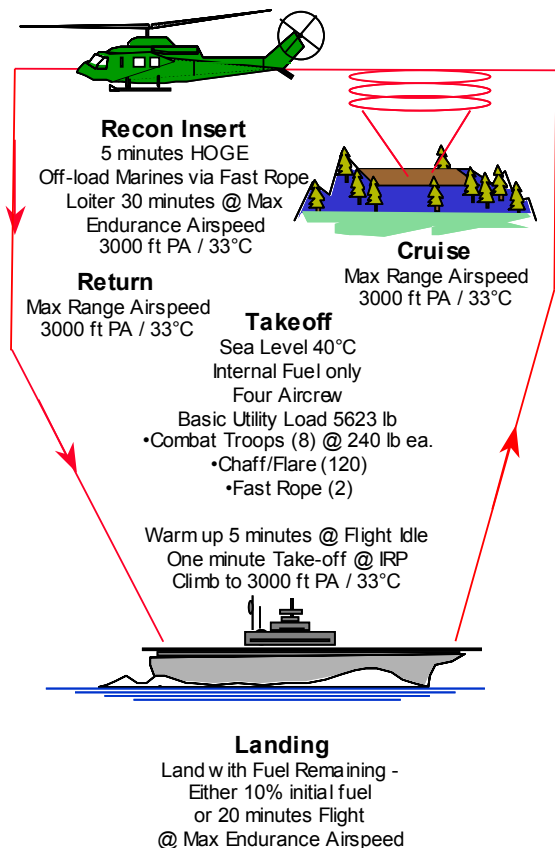 Recon Insert
5 minutes HOGE
Off-load Marines via Fast Rope
Loiter 30 minutes @ Max
Endurance Airspeed
3000 ft PA / 33°C
Cruise
Max Range Airspeed
3000 ft PA / 33°C
Return
Max Range Airspeed
3000 ft PA / 33°C
Takeoff
Sea Level 40°C
Internal Fuel only
Four Aircrew
Basic Utility Load 5623 lb
•Combat Troops (8) @ 240 lb ea.
•Chaff/Flare (120)
•Fast Rope (2)
Warm up 5 minutes @ Flight Idle
One minute Take-off @ IRP
Climb to 3000 ft PA / 33°C
Landing
Land with Fuel Remaining -
Either 10% initial fuel
or 20 minutes Flight
@ Max Endurance Airspeed